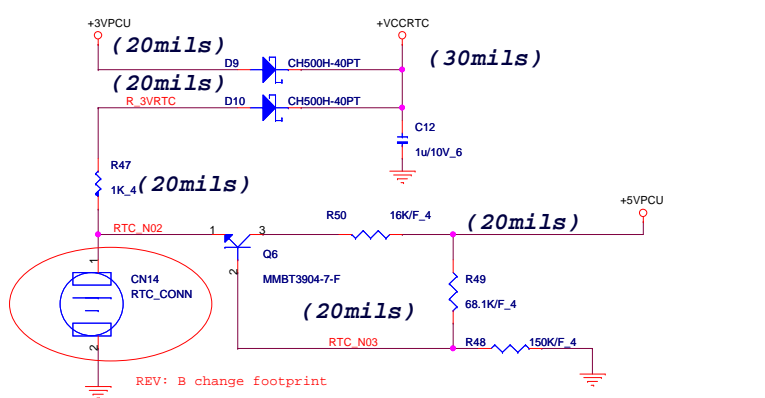 +3VPCU
+VCCRTC
(20mils)
(30mils)
D9
CH500H-40PT
(20mils)
R_3VRTC
D10
CH500H-40PT
C12
1u/10V_6
R47
1K_4
(20mils)
R50
16K/F_4
+5VPCU
(20mils)
RTC_N02
1
3
Q6
2
MMBT3904-7-F
1
CN14
RTC_CONN
R49
68.1K/F_4
(20mils)
RTC_N03
R48
150K/F_4
2
REV: B change footprint